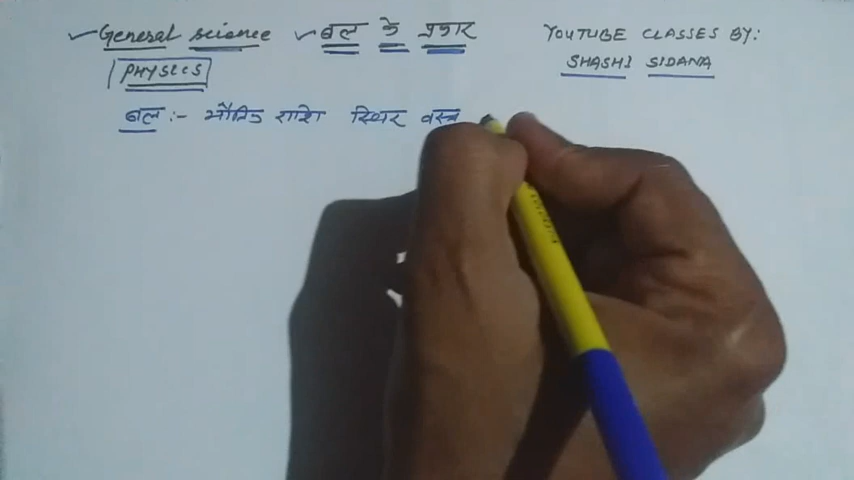 General science बल के प्रकार YOUTUBE CLASSES BY:
PHYSICS SHASHI SIDANA
बल :- भौतिक राशि स्थिर वस्तु